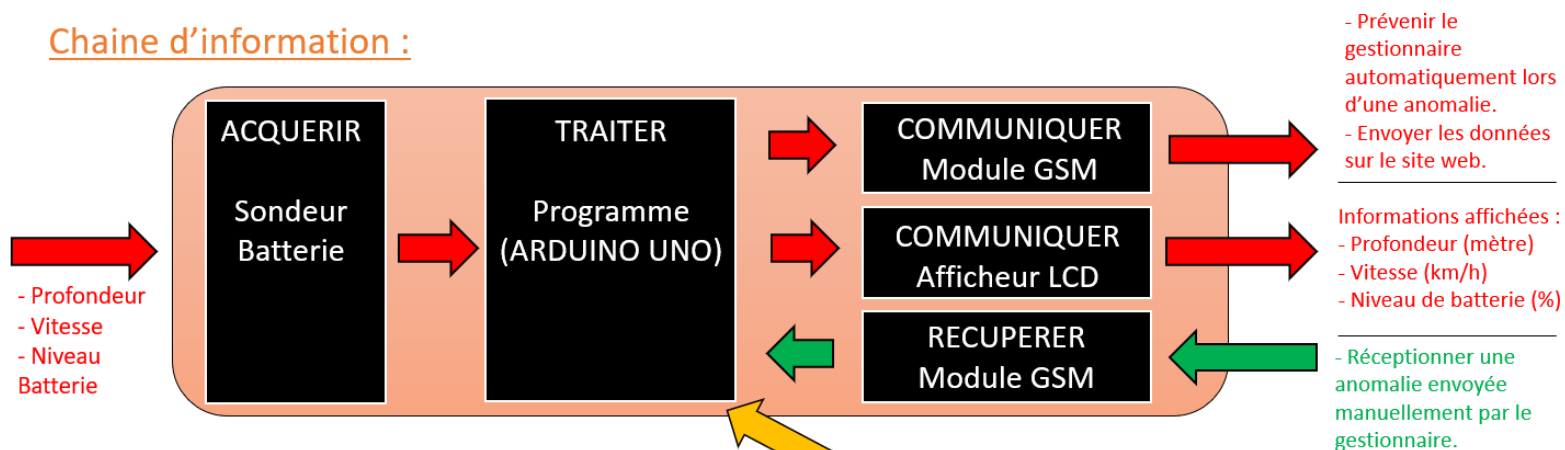 Chaine d'information :
- Profondeur
- Vitesse
- Niveau
Batterie
ACQUERIR
Sondeur
Batterie
TRAITER
Programme
(ARDUINO UNO)
COMMUNIQUER
Module GSM
COMMUNIQUER
Afficheur LCD
RECUPERER
Module GSM
- Prévenir le
gestionnaire
automatiquement lors
d'une anomalie.
- Envoyer les données
sur le site web.
Informations affichées :
- Profondeur (mètre)
- Vitesse (km/h)
- Niveau de batterie (%)
- Réceptionner une
anomalie envoyée
manuellement par le
gestionnaire.